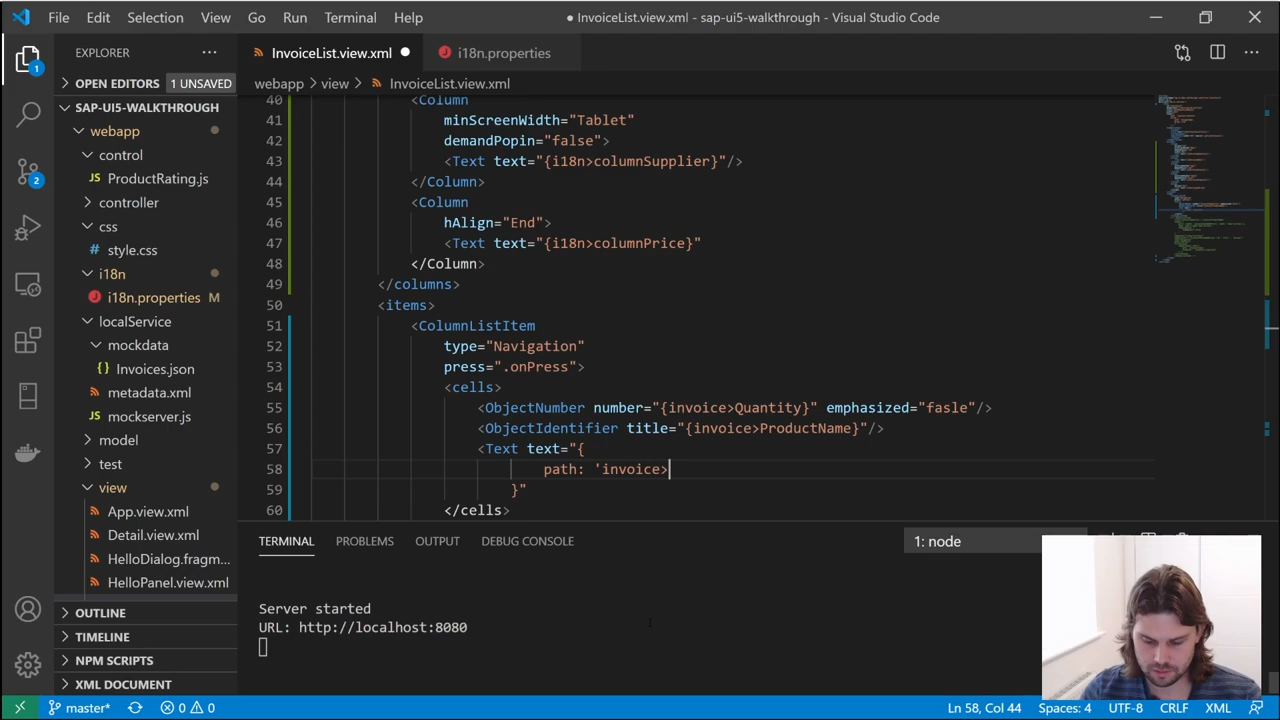 File Edit Selection View Go Run Terminal Help
● InvoiceList.view.xml - sap-ui5-walkthrough - Visual Studio Code
EXPLORER
InvoiceList.view.xml ●
i18n.properties
OPEN EDITORS 1 UNSAVED
webapp > view > InvoiceList.view.xml
SAP-UI5-WALKTHROUGH
webapp
control
JS ProductRating.js
controller
css
style.css
i18n
i18n.properties M
localService
mockdata
{ } Invoices.json
metadata.xml
JS mockserver.js
model
test
view
App.view.xml
Detail.view.xml
HelloDialog.fragm...
HelloPanel.view.xml
OUTLINE
TIMELINE
NPM SCRIPTS
XML DOCUMENT
1
2
40 <Column
41 minScreenWidth="Tablet"
42 demandPopin="false">
43 <Text text="{i18n>columnSupplier}"/>
44 </Column>
45 <Column
46 hAlign="End">
47 <Text text="{i18n>columnPrice}"
48 </Column>
49 </columns>
50 <items>
51 <ColumnListItem
52 type="Navigation"
53 press=".onPress">
54 <cells>
55 <ObjectNumber number="{invoice>Quantity}" emphasized="fasle"/>
56 <ObjectIdentifier title="{invoice>ProductName}"/>
57 <Text text="{
58 path: 'invoice>
59 }"
60 </cells>
TERMINAL PROBLEMS OUTPUT DEBUG CONSOLE
1: node
Server started
URL: http://localhost:8080
master* 0 0
Ln 58, Col 44 Spaces: 4 UTF-8 CRLF XML